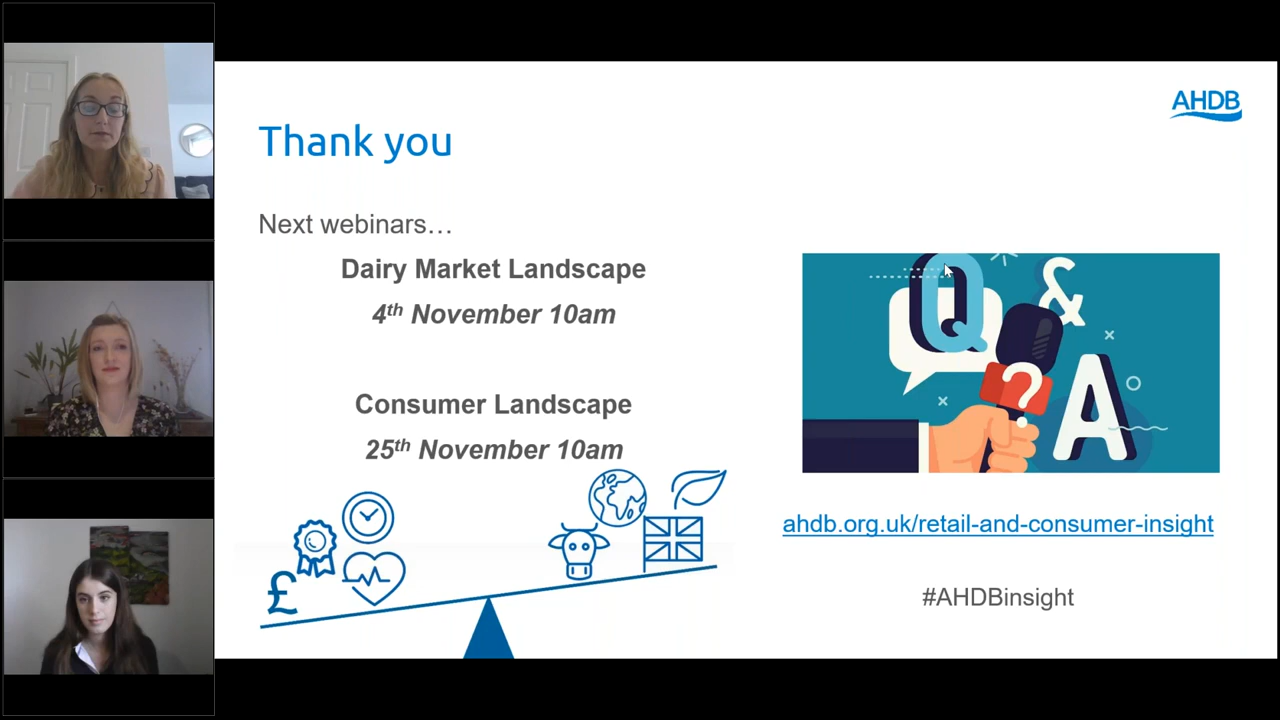 AHDB
Thank you
Next webinars…
Dairy Market Landscape
4th November 10am
Consumer Landscape
25th November 10am
£
Q
&
?
A
ahdb.org.uk/retail-and-consumer-insight
#AHDBinsight